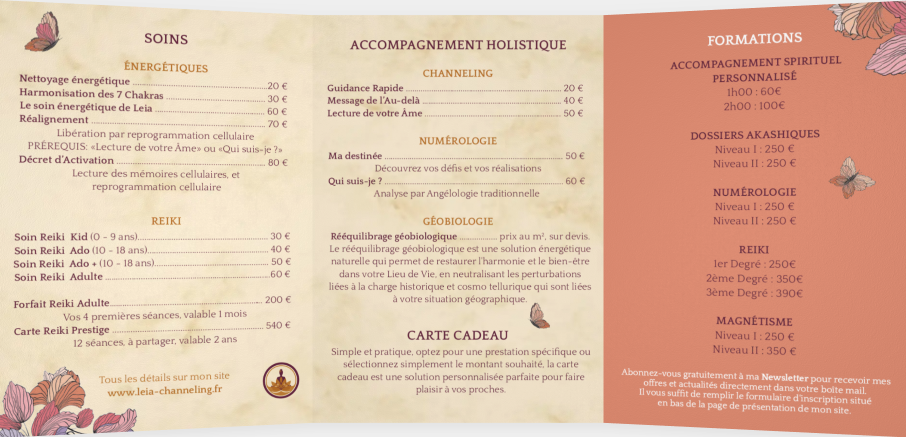 SOINS
ÉNERGÉTIQUES
Nettoyage énergétique ........ 20 €
Harmonisation des 7 Chakras ........ 30 €
Le soin énergétique de Leia ........ 60 €
Réalignement ........ 70 €
Libération par reprogrammation cellulaire
PRÉREQUIS: «Lecture de votre Âme» ou «Qui suis-je ?»
Décret d'Activation ........ 80 €
Lecture des mémoires cellulaires, et
reprogrammation cellulaire
REIKI
Soin Reiki Kid (0 - 9 ans) ........ 30 €
Soin Reiki Ado (10 - 18 ans) ........ 40 €
Soin Reiki Ado + (10 - 18 ans) ........ 50 €
Soin Reiki Adulte ........ 60 €
Forfait Reiki Adulte ........ 200 €
Vos 4 premières séances, valable 1 mois
Carte Reiki Prestige ........ 540 €
12 séances, à partager, valable 2 ans
Tous les détails sur mon site
www.leia-channeling.fr
ACCOMPAGNEMENT HOLISTIQUE
CHANNELING
Guidance Rapide ........ 20 €
Message de l'Au-delà ........ 40 €
Lecture de votre Âme ........ 50 €
NUMÉROLOGIE
Ma destinée ........ 50 €
Découvrez vos défis et vos réalisations
Qui suis-je ? ........ 60 €
Analyse par Angélologie traditionnelle
GÉOBIOLOGIE
Rééquilibrage géobiologique ........ prix au m², sur devis.
Le rééquilibrage géobiologique est une solution énergétique
naturelle qui permet de restaurer l'harmonie et le bien-être
dans votre Lieu de Vie, en neutralisant les perturbations
liées à la charge historique et cosmo tellurique qui sont liées
à votre situation géographique.
CARTE CADEAU
Simple et pratique, optez pour une prestation spécifique ou
sélectionnez simplement le montant souhaité, la carte
cadeau est une solution personnalisée parfaite pour faire
plaisir à vos proches.
FORMATIONS
ACCOMPAGNEMENT SPIRITUEL
PERSONNALISÉ
1h00 : 60€
2h00 : 100€
DOSSIERS AKASHIQUES
Niveau I : 250 €
Niveau II : 250 €
NUMÉROLOGIE
Niveau I : 250 €
Niveau II : 250 €
REIKI
1er Degré : 250€
2ème Degré : 350€
3ème Degré : 390€
MAGNÉTISME
Niveau I : 250 €
Niveau II : 350 €
Abonnez-vous gratuitement à ma Newsletter pour recevoir mes
offres et actualités directement dans votre boîte mail.
Il vous suffit de remplir le formulaire d'inscription situé
en bas de la page de présentation de mon site.